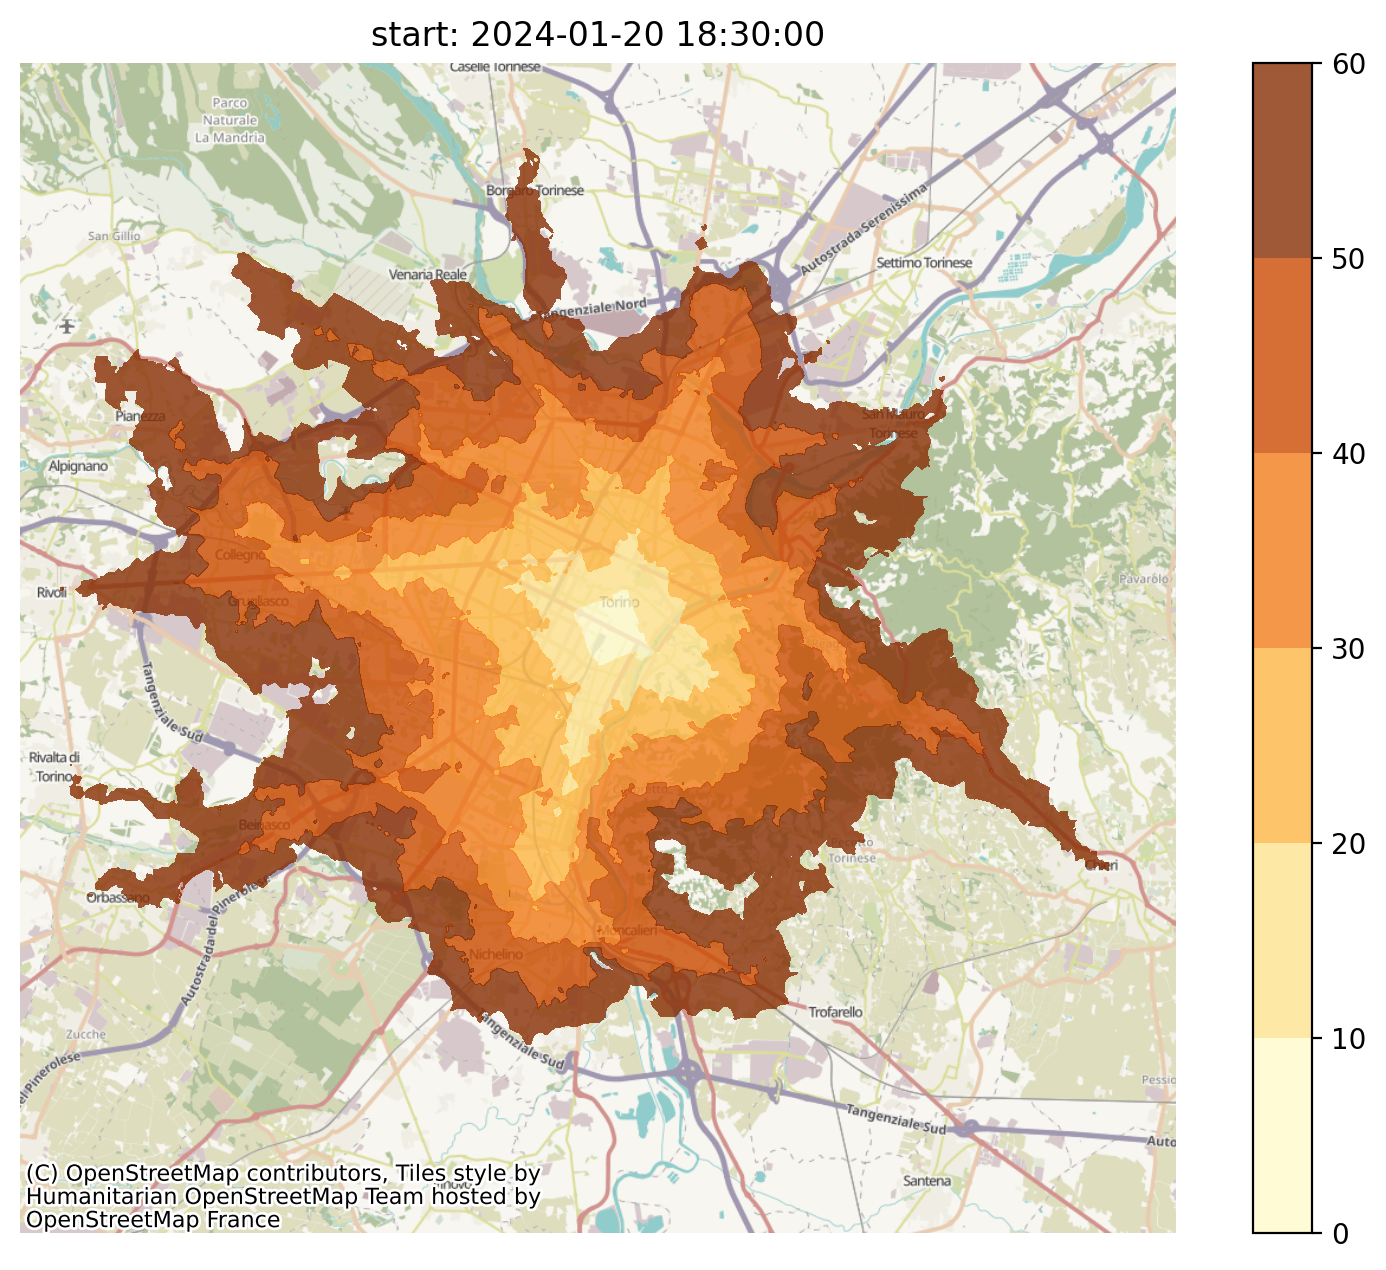 start: 2024-01-20 18:30:00
Caselle Torinese
Parco
Naturale
La Mandria
Borgaro Torinese
Autostrada Serenissima
San Gillio
Venaria Reale
Settimo Torinese
Tangenziale Nord
Pianezza
San Mauro
Torinese
Alpignano
Collegno
Pavarolo
Rivoli
Grugliasco
Torino
Tangenziale Sud
Rivalta di
Torino
Beinasco
Torinese
Chieri
Orbassano
Autostrada del Pinerolese
Moncalieri
Nichelino
Trofarello
Zucche
Tangenziale Sud
Pessio
Tangenziale Sud
Auto
Santena
(C) OpenStreetMap contributors, Tiles style by
Humanitarian OpenStreetMap Team hosted by
OpenStreetMap France
60
50
40
30
20
10
0